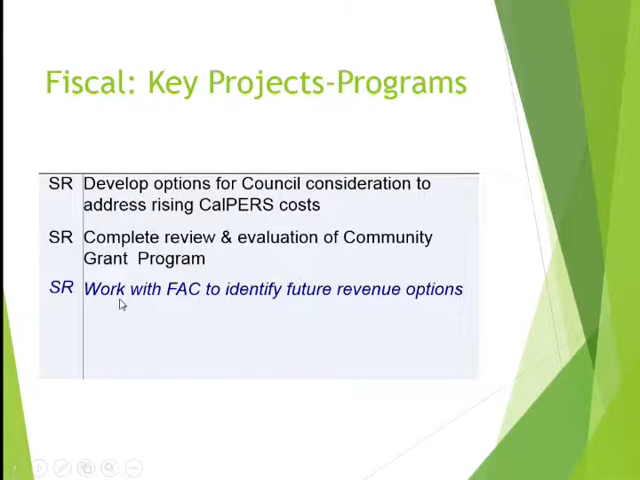 Fiscal: Key Projects-Programs
SR Develop options for Council consideration to
address rising CalPERS costs
SR Complete review & evaluation of Community
Grant Program
SR Work with FAC to identify future revenue options